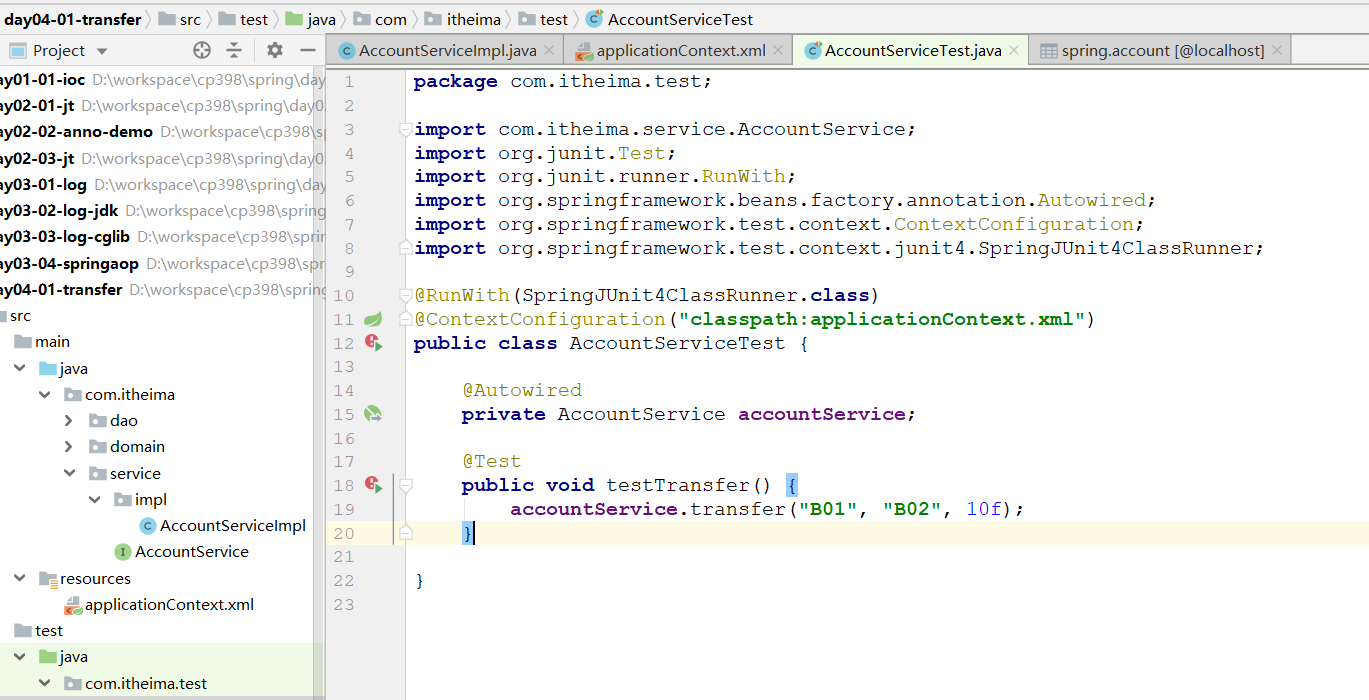 day04-01-transfer src test java com itheima test AccountServiceTest
Project AccountServiceImpl.java applicationContext.xml AccountServiceTest.java spring.account [@localhost]
ay01-01-ioc D:\workspace\cp398\spring\day
ay02-01-jt D:\workspace\cp398\spring\day0
ay02-02-anno-demo D:\workspace\cp398\s
ay02-03-jt D:\workspace\cp398\spring\day0
ay03-01-log D:\workspace\cp398\spring\day
ay03-02-log-jdk D:\workspace\cp398\spring
ay03-03-log-cglib D:\workspace\cp398\sprin
ay03-04-springaop D:\workspace\cp398\spr
ay04-01-transfer D:\workspace\cp398\spring
src
main
java
com.itheima
dao
domain
service
impl
C AccountServiceImpl
I AccountService
resources
applicationContext.xml
test
java
com.itheima.test
1 package com.itheima.test;
2
3 import com.itheima.service.AccountService;
4 import org.junit.Test;
5 import org.junit.runner.RunWith;
6 import org.springframework.beans.factory.annotation.Autowired;
7 import org.springframework.test.context.ContextConfiguration;
8 import org.springframework.test.context.junit4.SpringJUnit4ClassRunner;
9
10 @RunWith(SpringJUnit4ClassRunner.class)
11 @ContextConfiguration("classpath:applicationContext.xml")
12 public class AccountServiceTest {
13
14 @Autowired
15 private AccountService accountService;
16
17 @Test
18 public void testTransfer() {
19 accountService.transfer("B01", "B02", 10f);
20 }
21
22 }
23